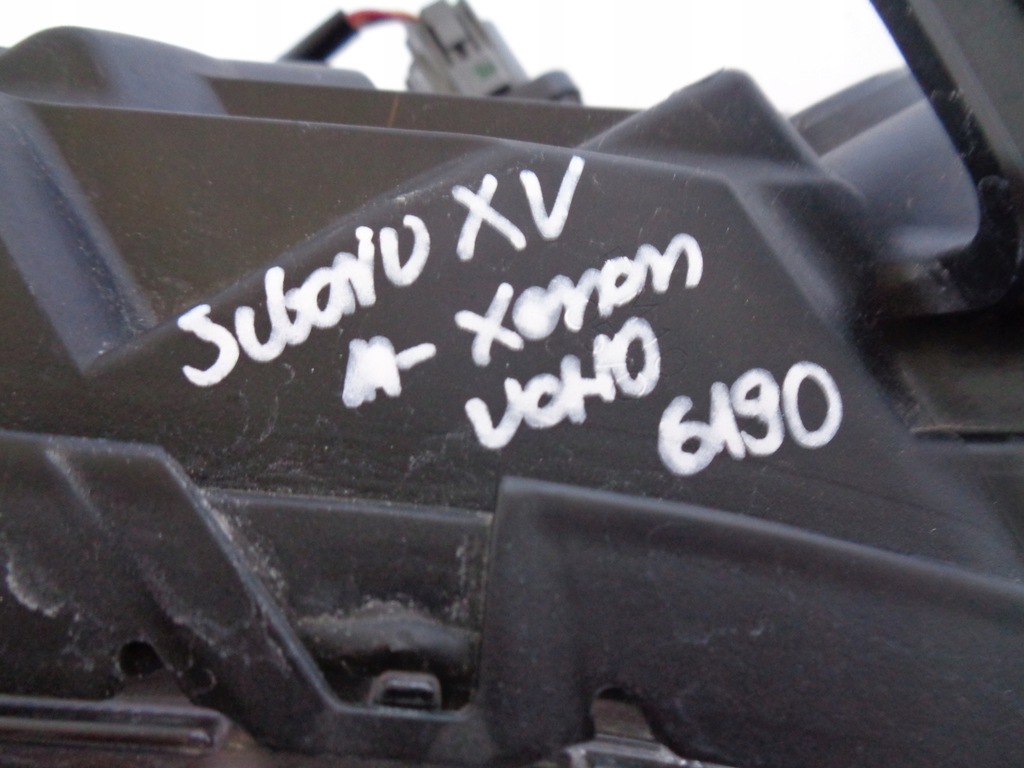 Subaru XV
A- Xenon
6190